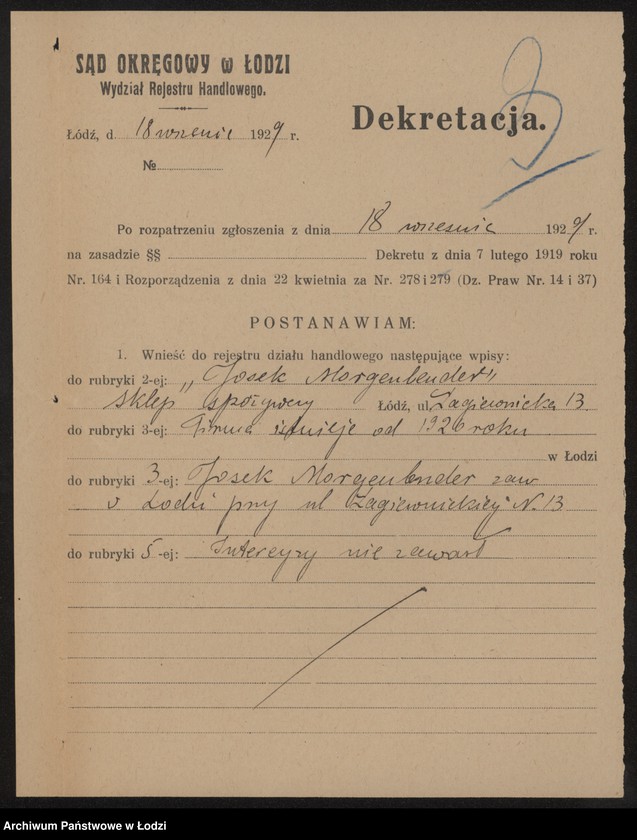 SĄD OKRĘGOWY w ŁODZI
Wydział Rejestru Handlowego.
Łódź, d. 18 wrzenia 1929 r.
№
Dekretacja.
3
Po rozpatrzeniu zgłoszenia z dnia 18 wrzesnia 1929 r.
na zasadzie §§ Dekretu z dnia 7 lutego 1919 roku
Nr. 164 i Rozporządzenia z dnia 22 kwietnia za Nr. 278 i 279 (Dz. Praw Nr. 14 i 37)
POSTANAWIAM:
1. Wnieść do rejestru działu handlowego następujące wpisy:
do rubryki 2-ej: „Josek Morgenbender"
sklep spożywczy Łódź, ul. Zagiewnicka 13.
do rubryki 3-ej: Firma istnieje od 1926 roku
w Łodzi
do rubryki 3-ej: Josek Morgenbender zam
w Łodzi przy ul Łagiewnickiej N. 13
do rubryki 5-ej: Intercyzy nie zawarł
Archiwum Państwowe w Łodzi